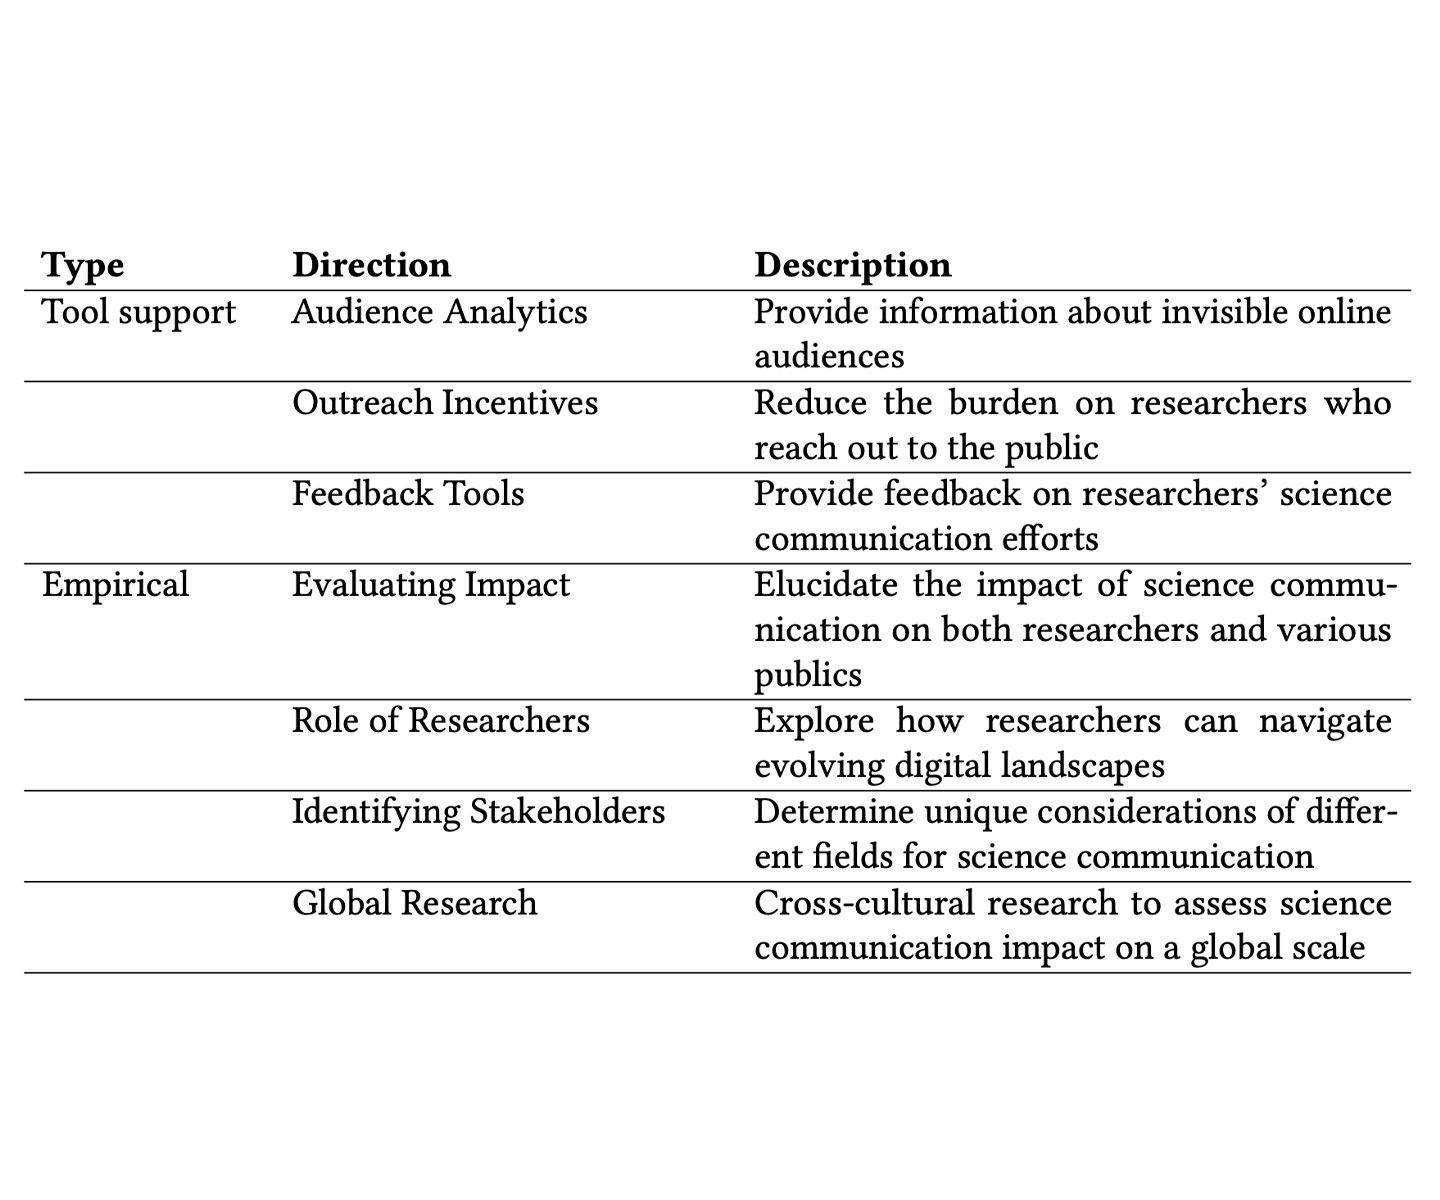 Type Direction Description
Tool support Audience Analytics Provide information about invisible online
audiences
Outreach Incentives Reduce the burden on researchers who
reach out to the public
Feedback Tools Provide feedback on researchers’ science
communication efforts
Empirical Evaluating Impact Elucidate the impact of science commu-
nication on both researchers and various
publics
Role of Researchers Explore how researchers can navigate
evolving digital landscapes
Identifying Stakeholders Determine unique considerations of differ-
ent fields for science communication
Global Research Cross-cultural research to assess science
communication impact on a global scale